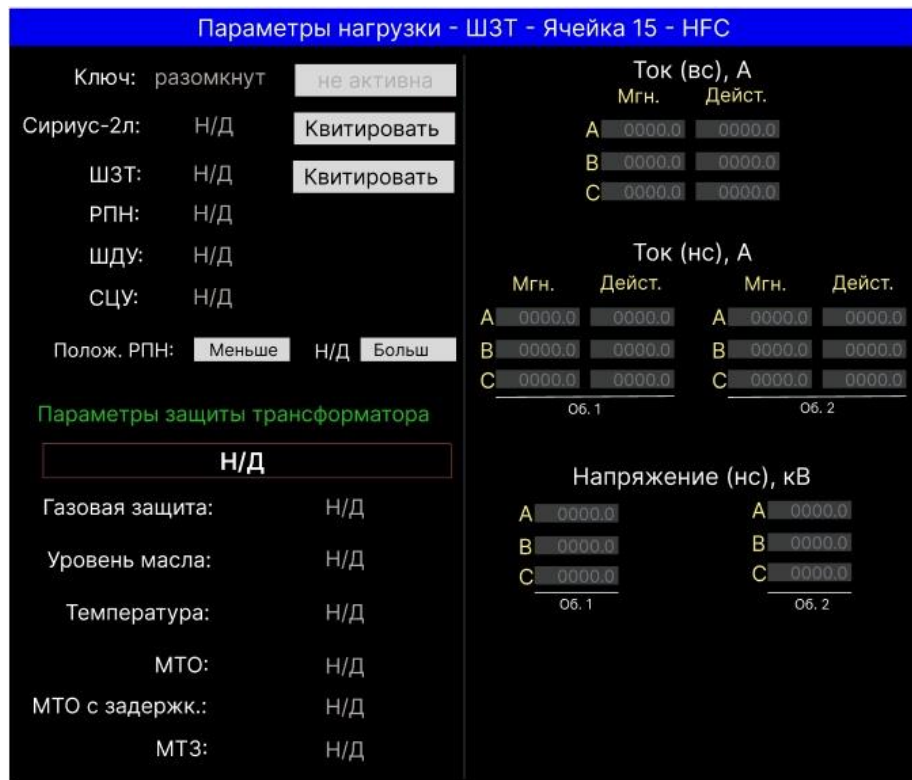 Параметры нагрузки - ШЗТ - Ячейка 15 - HFC
Ключ: разомкнут не активна
Сириус-2л: Н/Д Квитировать
ШЗТ: Н/Д Квитировать
РПН: Н/Д
ШДУ: Н/Д
СЦУ: Н/Д
Полож. РПН: Меньше Н/Д Больш
Параметры защиты трансформатора
Н/Д
Газовая защита: Н/Д
Уровень масла: Н/Д
Температура: Н/Д
МТО: Н/Д
МТО с задержк.: Н/Д
МТЗ: Н/Д
Ток (вс), А
Мгн. Дейст.
A 0000.0 0000.0
B 0000.0 0000.0
C 0000.0 0000.0
Ток (нс), А
Мгн. Дейст. Мгн. Дейст.
A 0000.0 0000.0 A 0000.0 0000.0
B 0000.0 0000.0 B 0000.0 0000.0
C 0000.0 0000.0 C 0000.0 0000.0
Об. 1 Об. 2
Напряжение (нс), кВ
A 0000.0 A 0000.0
B 0000.0 B 0000.0
C 0000.0 C 0000.0
Об. 1 Об. 2